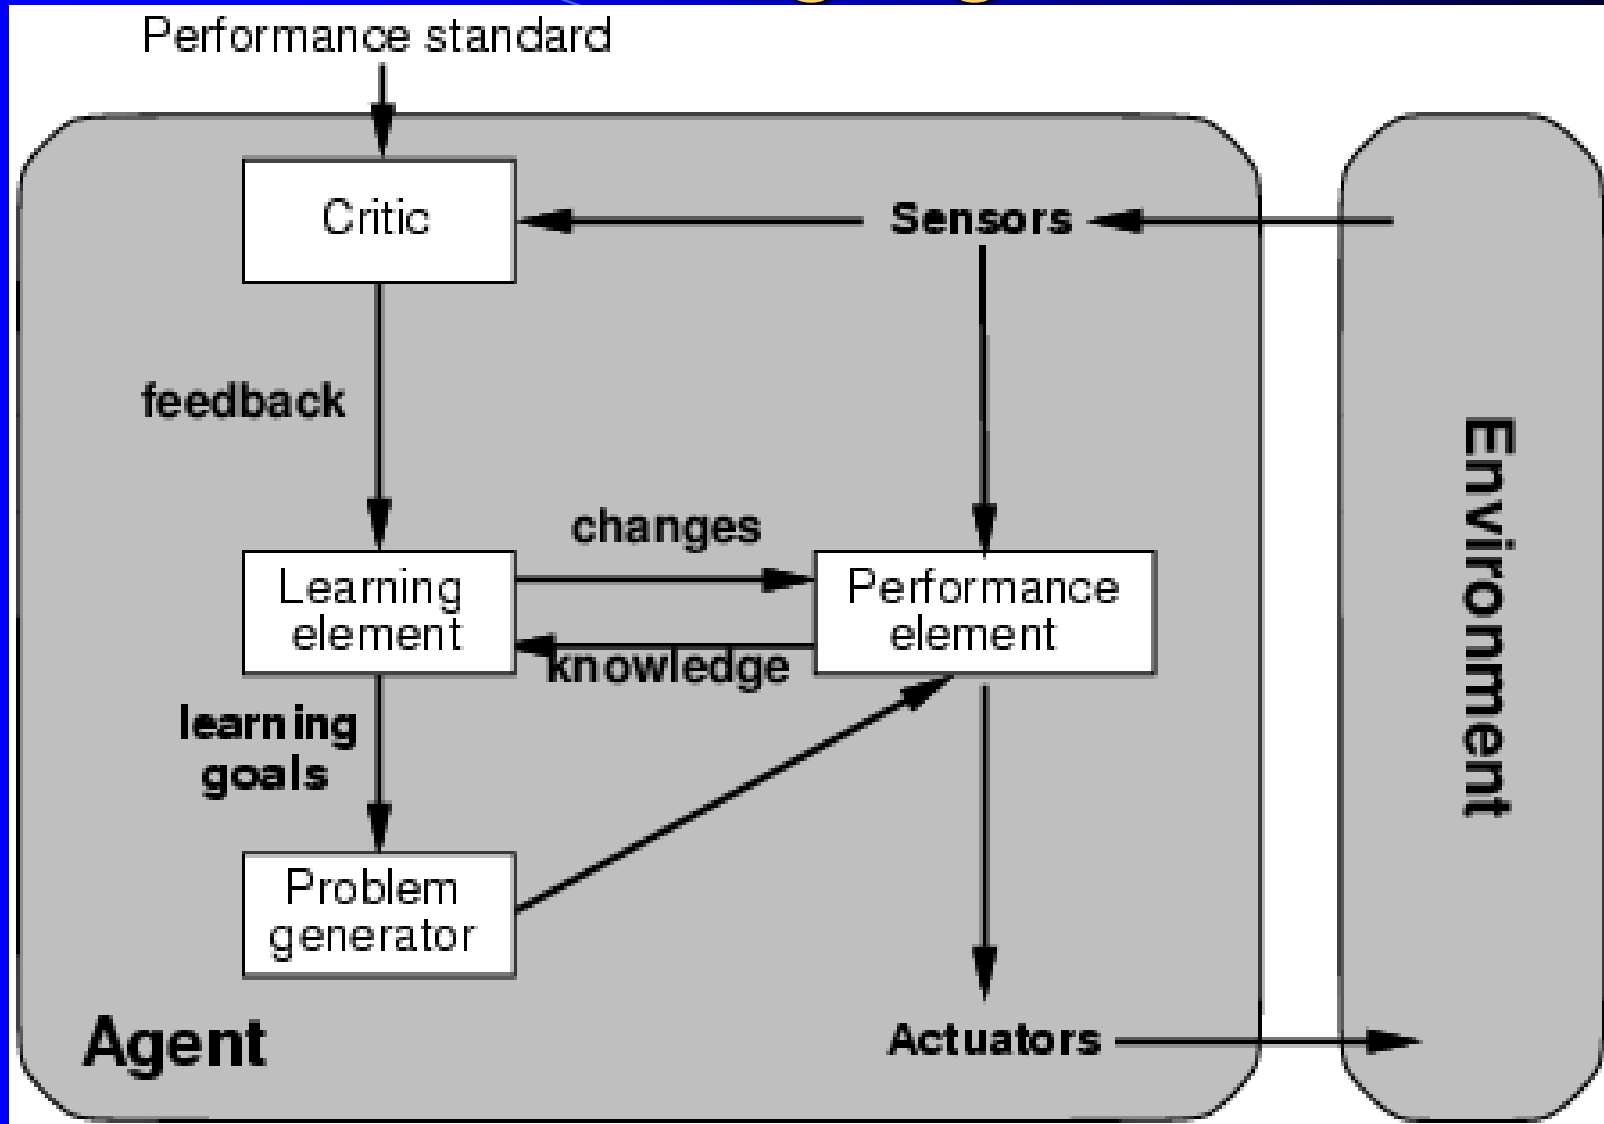 Performance standard
Critic
Sensors
feedback
changes
Learning
element
Performance
element
knowledge
learning
goals
Problem
generator
Agent
Actuators
Environment